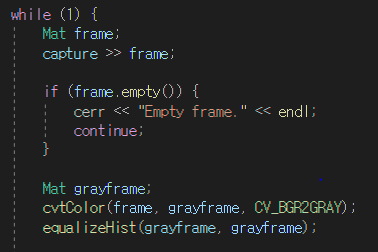 while (1) {
Mat frame;
capture >> frame;
if (frame.empty()) {
cerr << "Empty frame." << endl;
continue;
}
Mat grayframe;
cvtColor(frame, grayframe, CV_BGR2GRAY);
equalizeHist(grayframe, grayframe);